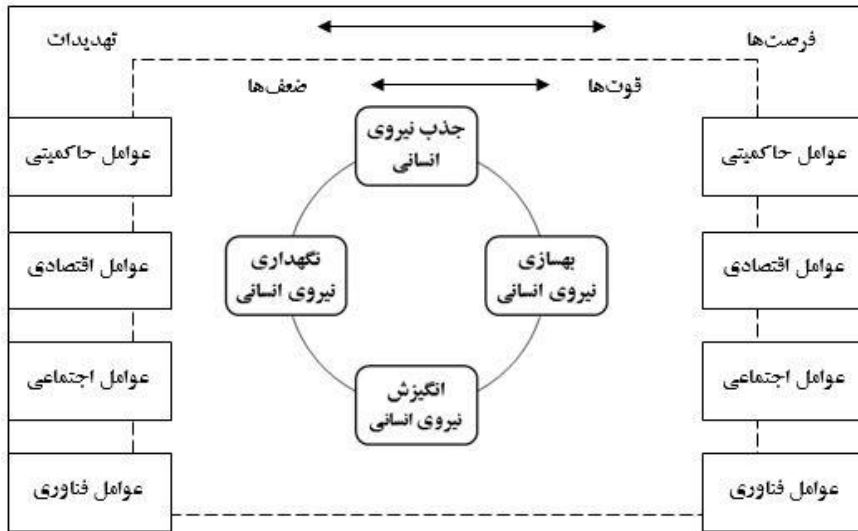 فرصت‌ها
تهدیدات
قوت‌ها
ضعف‌ها
جذب نیروی
انسانی
عوامل حاکمیتی
عوامل حاکمیتی
بهسازی
نیروی انسانی
نگهداری
نیروی انسانی
عوامل اقتصادی
عوامل اقتصادی
انگیزش
نیروی انسانی
عوامل اجتماعی
عوامل اجتماعی
عوامل فناوری
عوامل فناوری